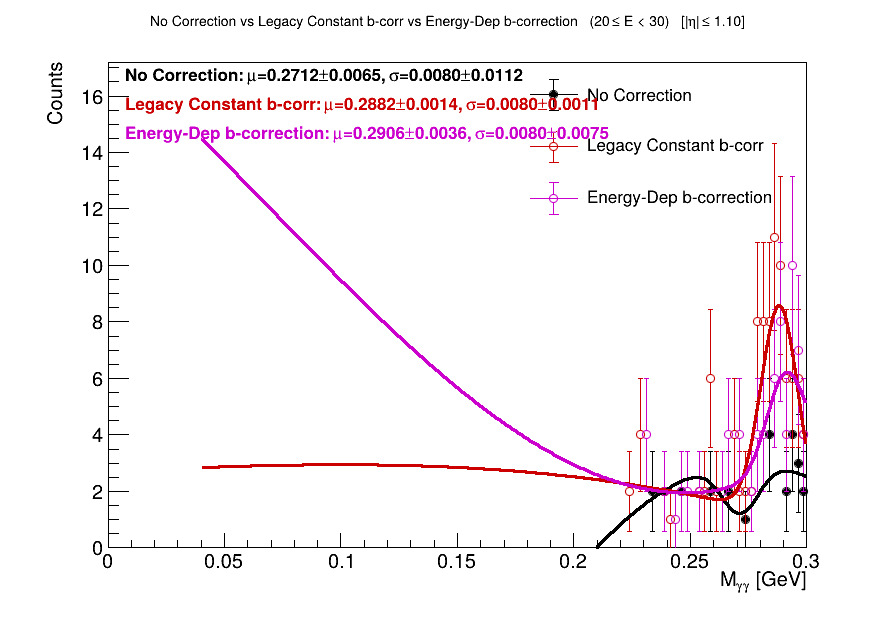 No Correction vs Legacy Constant b-corr vs Energy-Dep b-correction (20 ≤ E < 30) [|η| ≤ 1.10]
No Correction: μ=0.2712±0.0065, σ=0.0080±0.0112
Legacy Constant b-corr: μ=0.2882±0.0014, σ=0.0080±0.0011
Energy-Dep b-correction: μ=0.2906±0.0036, σ=0.0080±0.0075
No Correction
Legacy Constant b-corr
Energy-Dep b-correction
Counts
16
14
12
10
8
6
4
2
0
0 0.05 0.1 0.15 0.2 0.25 0.3
Mγγ [GeV]